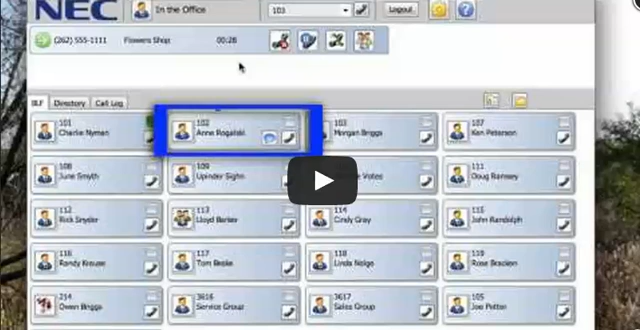 NEC
In the Office
103
Logout
(262) 555-1111 Flowers Shop 00:28
BLF Directory Call Log
101
Charlie Nyman
102
Anne Rogalski
103
Morgan Briggs
107
Ken Peterson
108
June Smyth
109
Upinder Sighn
Votes
111
Doug Ramsey
112
Rick Snyder
113
Lloyd Barker
114
Cindy Gray
115
John Randolph
116
Randy Krause
117
Tom Beske
118
Linda Nelgo
119
Rose Bracken
214
Owen Briggs
3616
Service Group
3617
Sales Group
105
Joe Potter